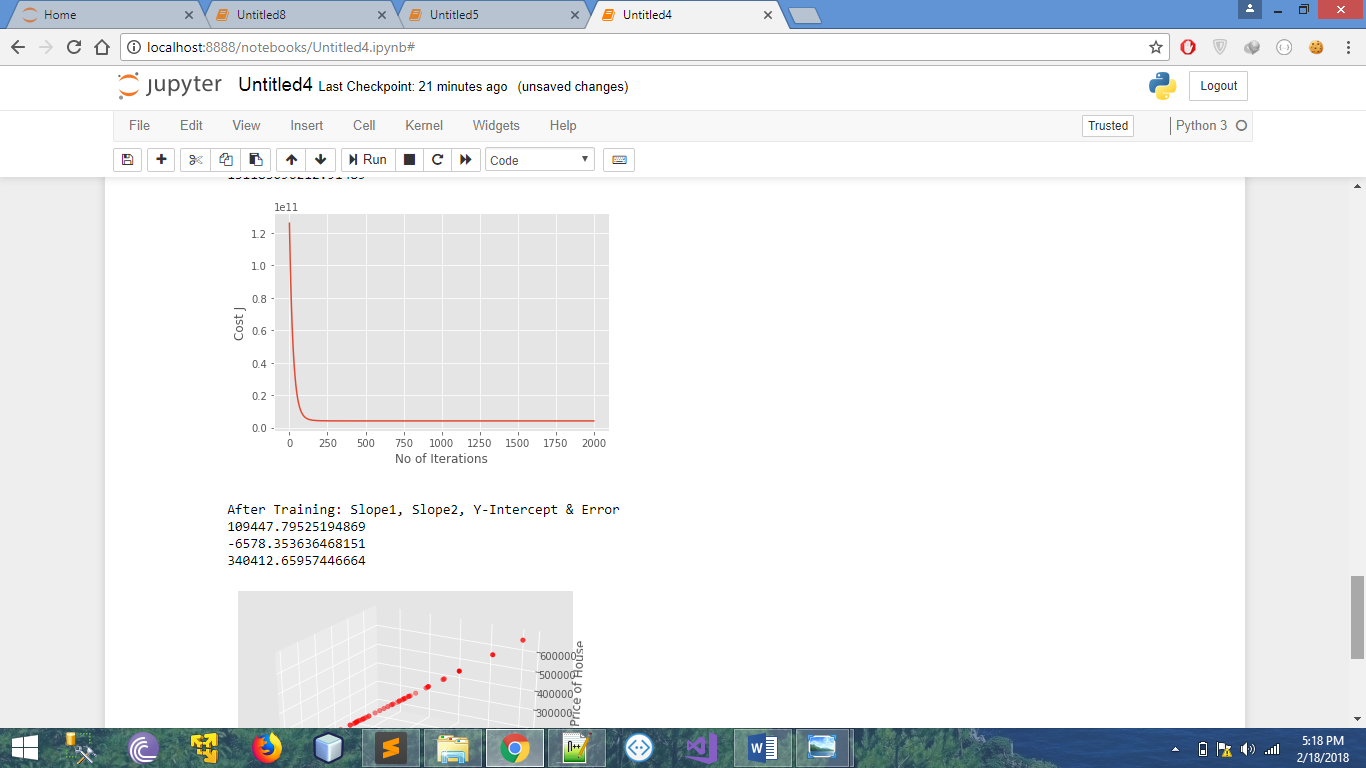 Home
Untitled8
Untitled5
Untitled4
localhost:8888/notebooks/Untitled4.ipynb#
jupyter Untitled4 Last Checkpoint: 21 minutes ago (unsaved changes)
Logout
File Edit View Insert Cell Kernel Widgets Help
Trusted
Python 3
Run
Code
1e11
1.2
1.0
0.8
0.6
0.4
0.2
0.0
Cost J
0 250 500 750 1000 1250 1500 1750 2000
No of Iterations
After Training: Slope1, Slope2, Y-Intercept & Error
109447.79525194869
-6578.353636468151
340412.65957446664
600000
500000
400000
300000
Price of House
5:18 PM
2/18/2018